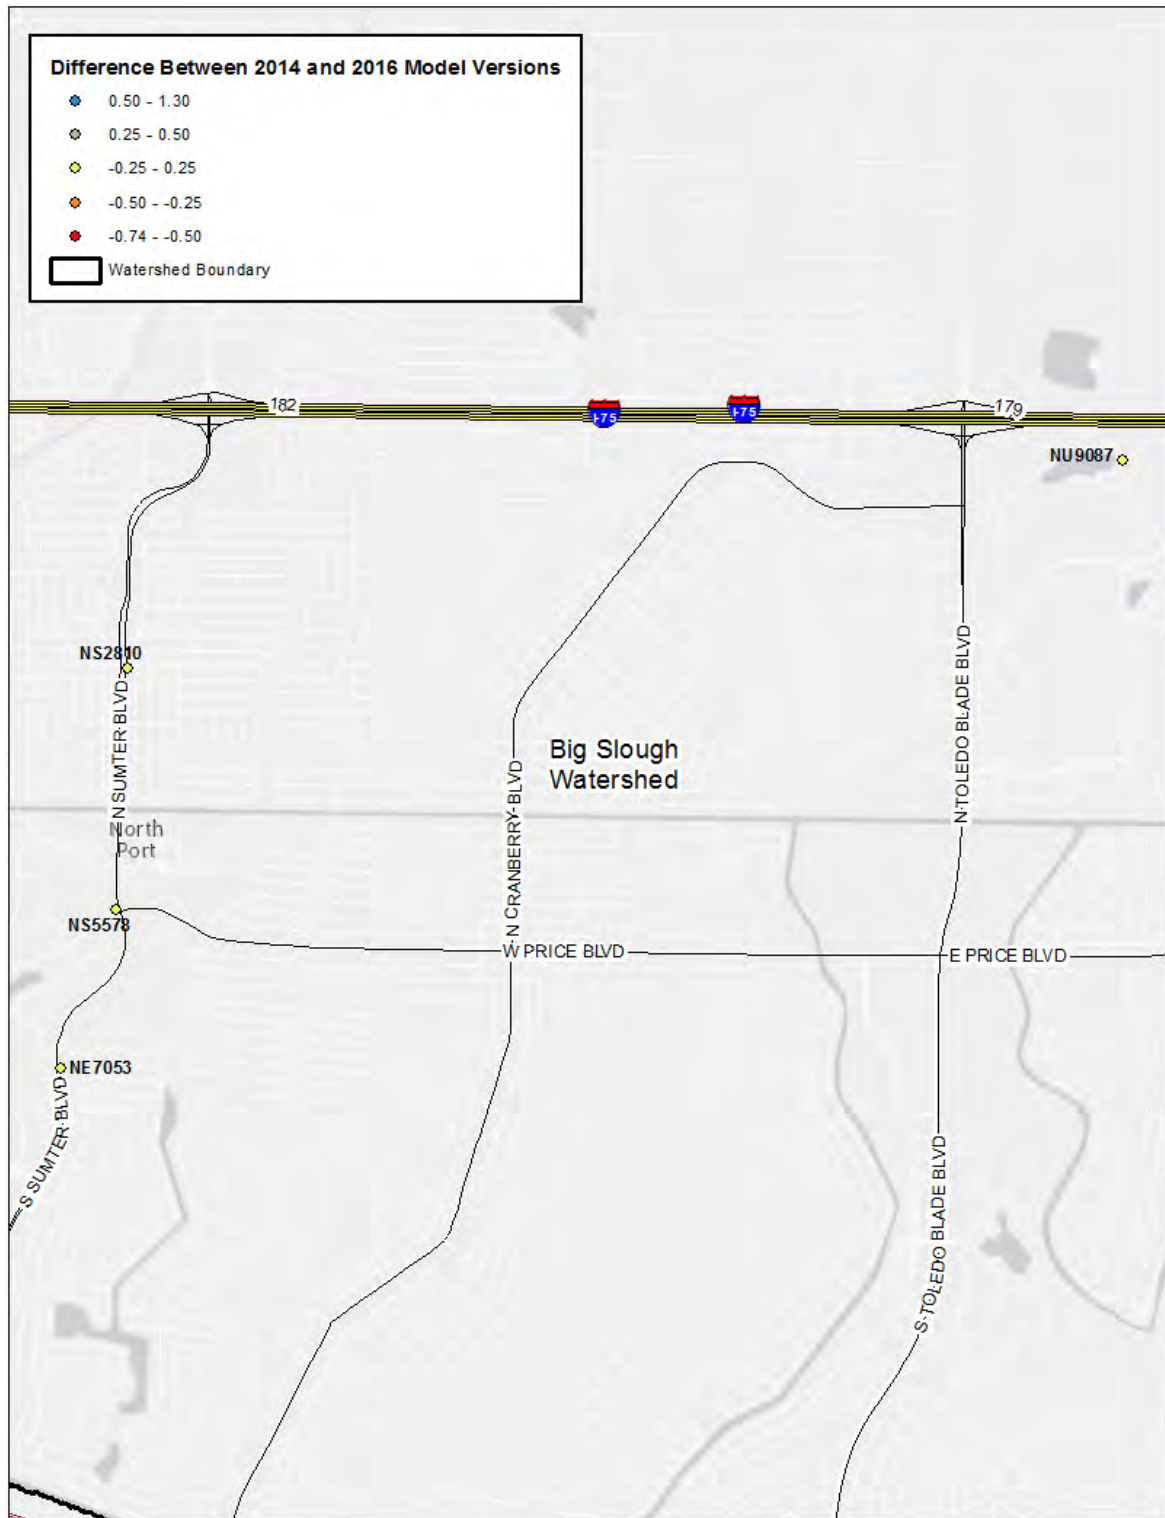 Difference Between 2014 and 2016 Model Versions
0.50 - 1.30
0.25 - 0.50
-0.25 - 0.25
-0.50 - -0.25
-0.74 - -0.50
Watershed Boundary
182
I-75
I-75
179
NU9087
NS2810
N SUMTER BLVD
N TOLEDO BLADE BLVD
Big Slough
Watershed
N CRANBERRY BLVD
North
Port
NS5578
W PRICE BLVD
E PRICE BLVD
NE7053
S SUMTER BLVD
S TOLEDO BLADE BLVD